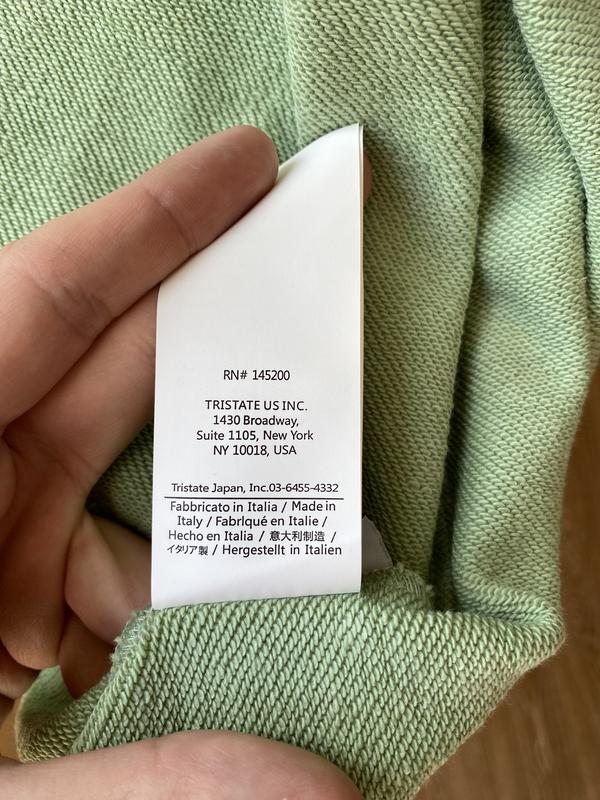 RN# 145200
TRISTATE US INC.
1430 Broadway,
Suite 1105, New York
NY 10018, USA
Tristate Japan, Inc.03-6455-4332
Fabbricato in Italia / Made in
Italy / Fabrlqué en Italie /
Hecho en Italia / 意大利制造 /
イタリア製 / Hergestellt in Italien